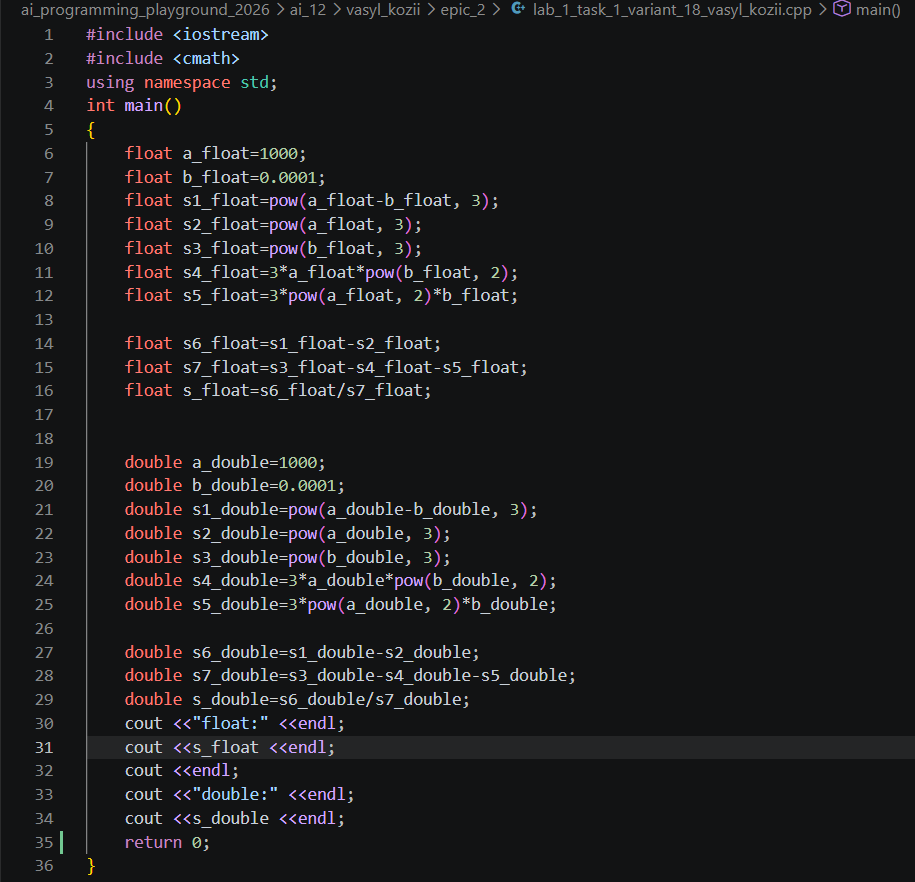 ai_programming_playground_2026 > ai_12 > vasyl_kozii > epic_2 > lab_1_task_1_variant_18_vasyl_kozii.cpp > main()
1 #include <iostream>
2 #include <cmath>
3 using namespace std;
4 int main()
5 {
6     float a_float=1000;
7     float b_float=0.0001;
8     float s1_float=pow(a_float-b_float, 3);
9     float s2_float=pow(a_float, 3);
10     float s3_float=pow(b_float, 3);
11     float s4_float=3*a_float*pow(b_float, 2);
12     float s5_float=3*pow(a_float, 2)*b_float;
13
14     float s6_float=s1_float-s2_float;
15     float s7_float=s3_float-s4_float-s5_float;
16     float s_float=s6_float/s7_float;
17
18
19     double a_double=1000;
20     double b_double=0.0001;
21     double s1_double=pow(a_double-b_double, 3);
22     double s2_double=pow(a_double, 3);
23     double s3_double=pow(b_double, 3);
24     double s4_double=3*a_double*pow(b_double, 2);
25     double s5_double=3*pow(a_double, 2)*b_double;
26
27     double s6_double=s1_double-s2_double;
28     double s7_double=s3_double-s4_double-s5_double;
29     double s_double=s6_double/s7_double;
30     cout <<"float:" <<endl;
31     cout <<s_float <<endl;
32     cout <<endl;
33     cout <<"double:" <<endl;
34     cout <<s_double <<endl;
35     return 0;
36 }